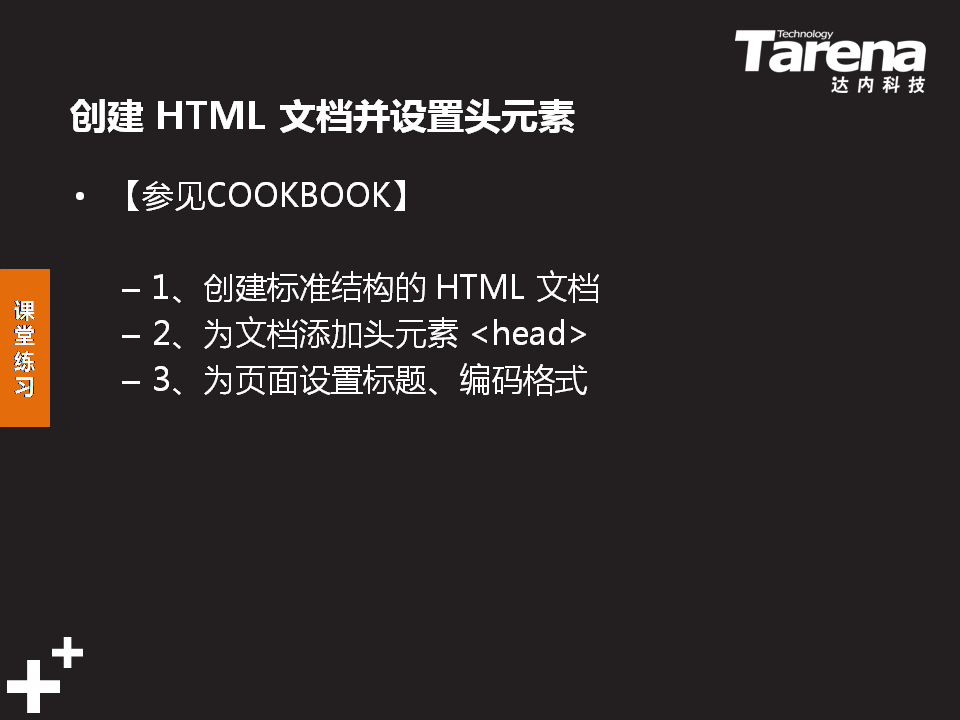 Technology
Tarena
达内科技
创建 HTML 文档并设置头元素
• 【参见COOKBOOK】
– 1、创建标准结构的 HTML 文档
– 2、为文档添加头元素 <head>
– 3、为页面设置标题、编码格式
课
堂
练
习